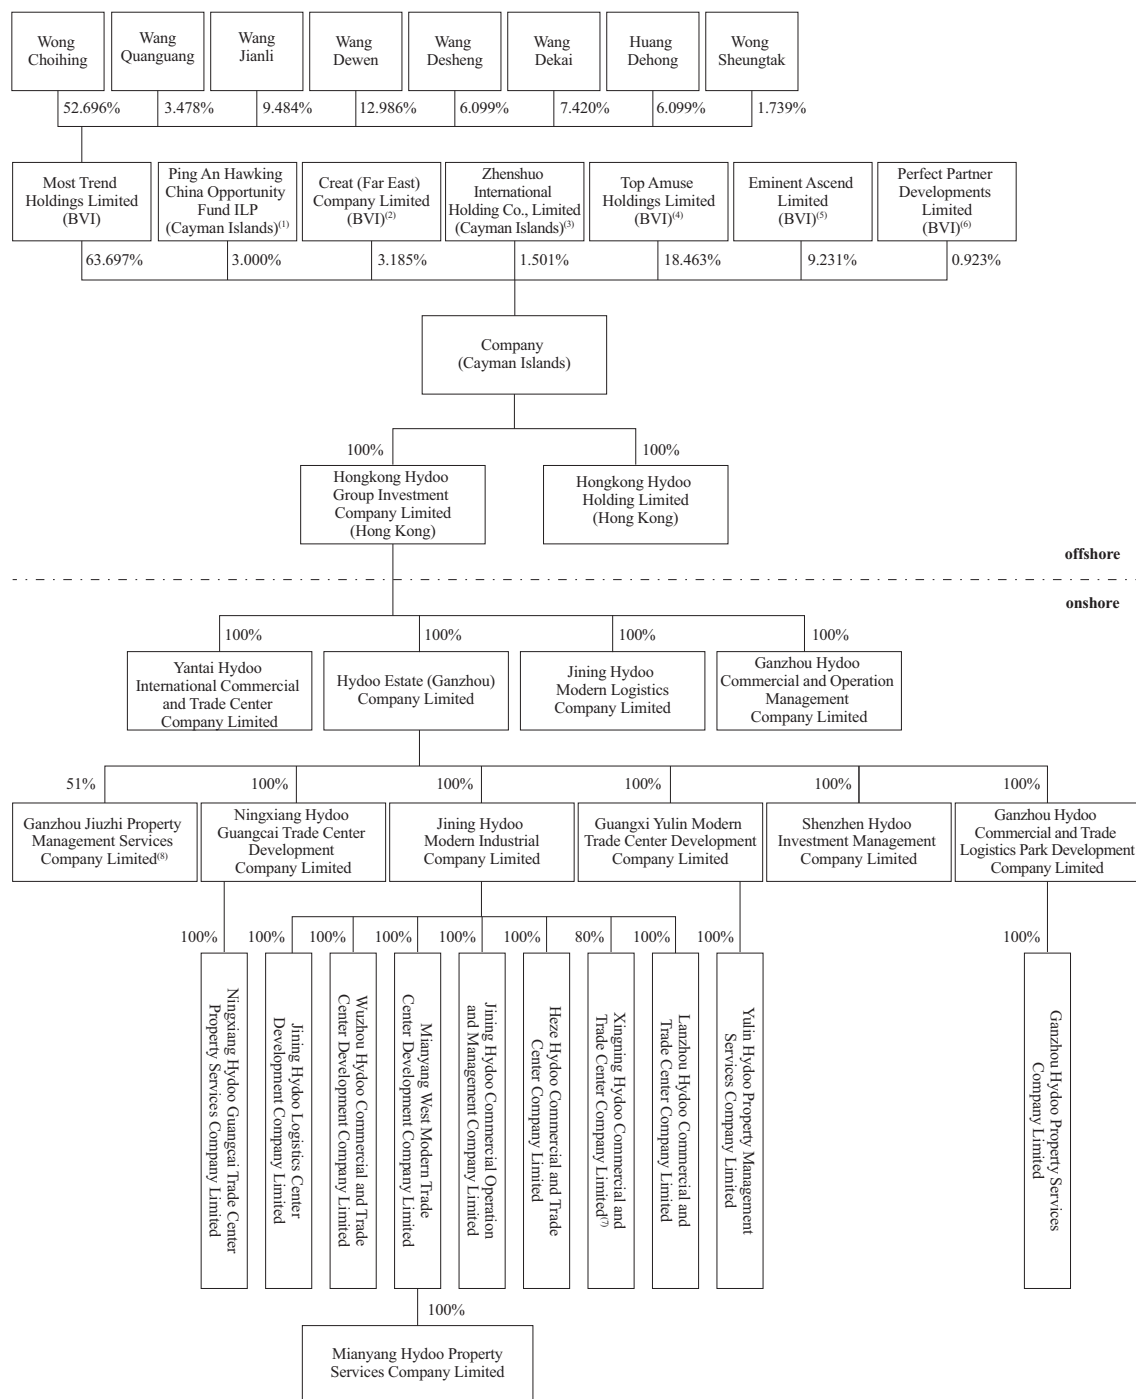 Wong
Choihing
Wang
Quanguang
Wang
Jianli
Wang
Dewen
Wang
Desheng
Wang
Dekai
Huang
Dehong
Wong
Sheungtak
52.696%
3.478%
9.484%
12.986%
6.099%
7.420%
6.099%
1.739%
Most Trend
Holdings Limited
(BVI)
Ping An Hawking
China Opportunity
Fund ILP
(Cayman Islands)(1)
Creat (Far East)
Company Limited
(BVI)(2)
Zhenshuo
International
Holding Co., Limited
(Cayman Islands)(3)
Top Amuse
Holdings Limited
(BVI)(4)
Eminent Ascend
Limited
(BVI)(5)
Perfect Partner
Developments
Limited
(BVI)(6)
63.697%
3.000%
3.185%
1.501%
18.463%
9.231%
0.923%
Company
(Cayman Islands)
100%
100%
Hongkong Hydoo
Group Investment
Company Limited
(Hong Kong)
Hongkong Hydoo
Holding Limited
(Hong Kong)
offshore
onshore
100%
100%
100%
100%
Yantai Hydoo
International Commercial
and Trade Center
Company Limited
Hydoo Estate (Ganzhou)
Company Limited
Jining Hydoo
Modern Logistics
Company Limited
Ganzhou Hydoo
Commercial and Operation
Management
Company Limited
51%
100%
100%
100%
100%
100%
Ganzhou Jiuzhi Property
Management Services
Company Limited(8)
Ningxiang Hydoo
Guangcai Trade Center
Development
Company Limited
Jining Hydoo
Modern Industrial
Company Limited
Guangxi Yulin Modern
Trade Center Development
Company Limited
Shenzhen Hydoo
Investment Management
Company Limited
Ganzhou Hydoo
Commercial and Trade
Logistics Park Development
Company Limited
100%
100%
100%
100%
100%
100%
80%
100%
100%
100%
Ningxiang Hydoo Guangcai Trade Center
Property Services Company Limited
Jining Hydoo Logistics Center
Development Company Limited
Wuzhou Hydoo Commercial and Trade
Center Development Company Limited
Mianyang West Modern Trade
Center Development Company Limited
Jining Hydoo Commercial Operation
and Management Company Limited
Heze Hydoo Commercial and Trade
Center Company Limited
Xingning Hydoo Commercial and
Trade Center Company Limited(7)
Lanzhou Hydoo Commercial and
Trade Center Company Limited
Yulin Hydoo Property Management
Services Company Limited
Ganzhou Hydoo Property Services
Company Limited
100%
Mianyang Hydoo Property
Services Company Limited